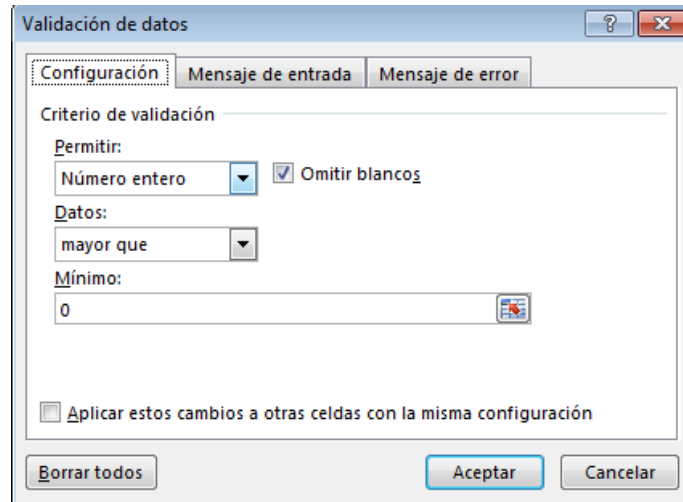 Validación de datos
Configuración Mensaje de entrada Mensaje de error
Criterio de validación
Permitir:
Número entero Omitir blancos
Datos:
mayor que
Mínimo:
0
Aplicar estos cambios a otras celdas con la misma configuración
Borrar todos Aceptar Cancelar